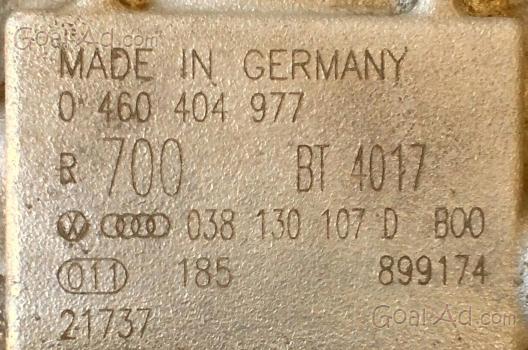 Goal-Ad.com
MADE IN GERMANY
0 460 404 977
R 700 BT 4017
038 130 107 D B00
011 185 899174
21737
Goal-Ad.com